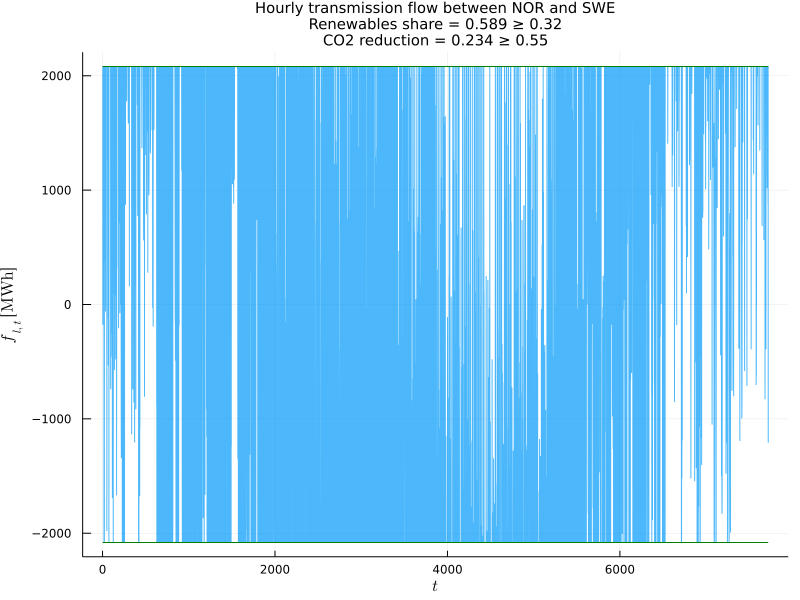 Hourly transmission flow between NOR and SWE
Renewables share = 0.589 ≥ 0.32
CO2 reduction = 0.234 ≥ 0.55
2000
1000
0
−1000
−2000
f_{l,t} [MWh]
0 2000 4000 6000
t